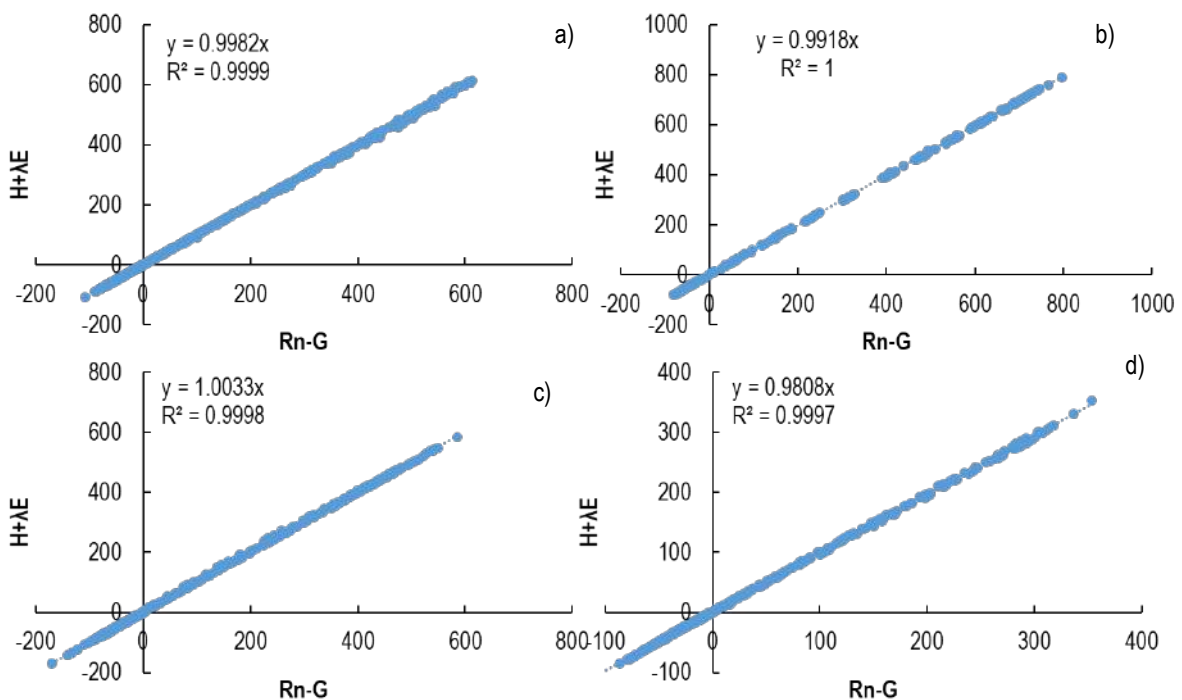 800
600
400
200
0
-200
-200
0
200
400
600
800
y = 0.9982x
R² = 0.9999
a)
H+λE
Rn-G
1000
800
600
400
200
0
-200
-200
0
200
400
600
800
1000
y = 0.9918x
R² = 1
b)
H+λE
Rn-G
800
600
400
200
0
-200
-200
0
200
400
600
800
y = 1.0033x
R² = 0.9998
c)
H+λE
Rn-G
400
300
200
100
0
-100
-100
0
100
200
300
400
y = 0.9808x
R² = 0.9997
d)
H+λE
Rn-G